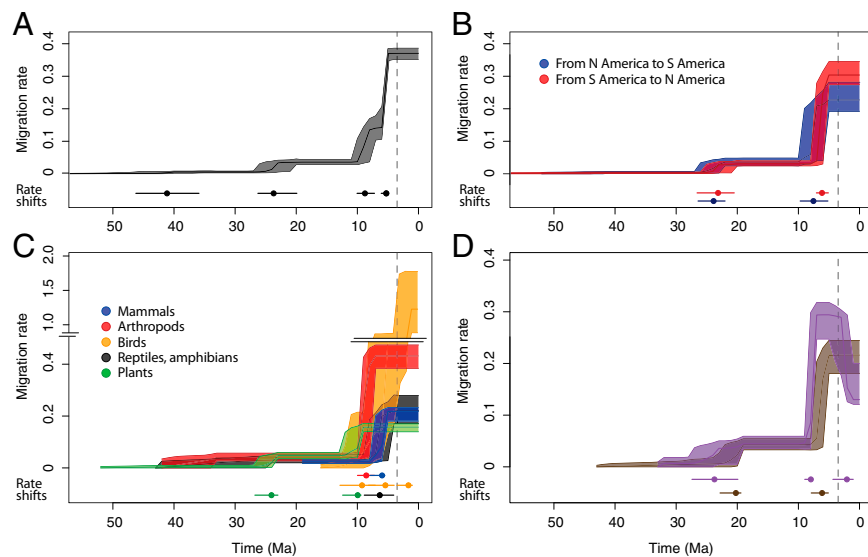 A
Migration rate
0.4
0.3
0.2
0.1
0
Rate
shifts
50
40
30
20
10
0
B
From N America to S America
From S America to N America
Migration rate
0.4
0.3
0.2
0.1
0
Rate
shifts
50
40
30
20
10
0
C
Mammals
Arthropods
Birds
Reptiles, amphibians
Plants
Migration rate
2.0
1.5
1.0
0.4
0.2
0
Rate
shifts
50
40
30
20
10
0
Time (Ma)
D
Migration rate
0.4
0.3
0.2
0.1
0
Rate
shifts
50
40
30
20
10
0
Time (Ma)